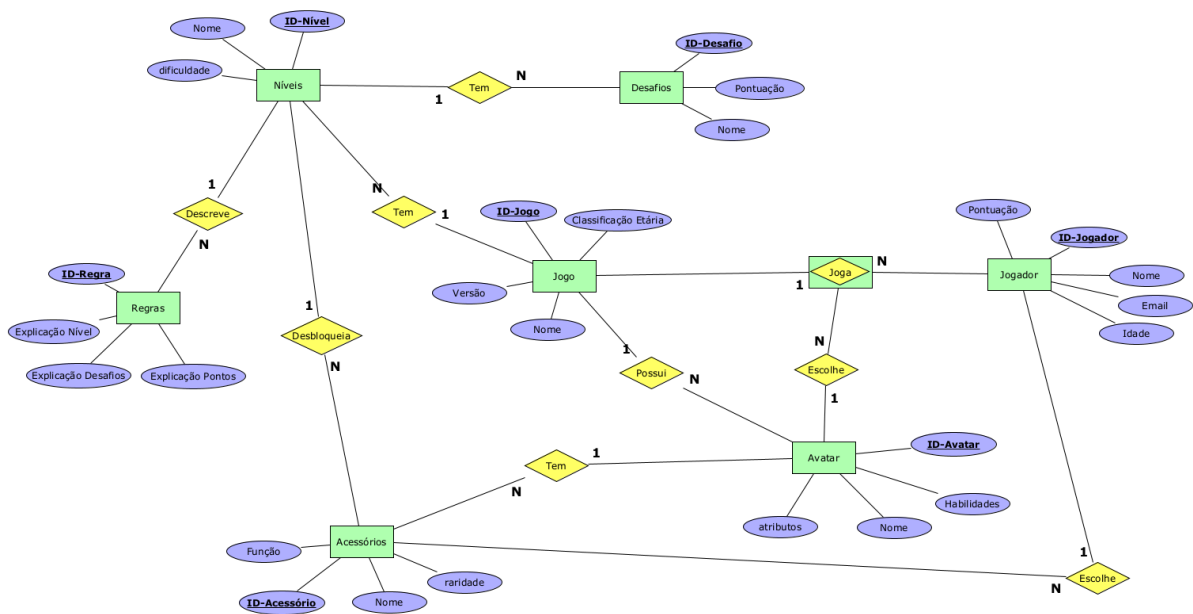 ID-Nível
Nome
dificuldade
Níveis
1
Tem
N
Desafios
ID-Desafio
Pontuação
Nome
1
Descreve
N
N
Tem
1
ID-Jogo
Classificação Etária
Jogo
Versão
Nome
1
Joga
N
Pontuação
ID-Jogador
Jogador
Nome
Email
Idade
ID-Regra
Regras
Explicação Nível
Explicação Desafios
Explicação Pontos
1
Desbloqueia
N
1
Possui
N
N
Escolhe
1
Avatar
ID-Avatar
Habilidades
Nome
atributos
1
Tem
N
Acessórios
Função
ID-Acessório
Nome
raridade
1
Escolhe
N